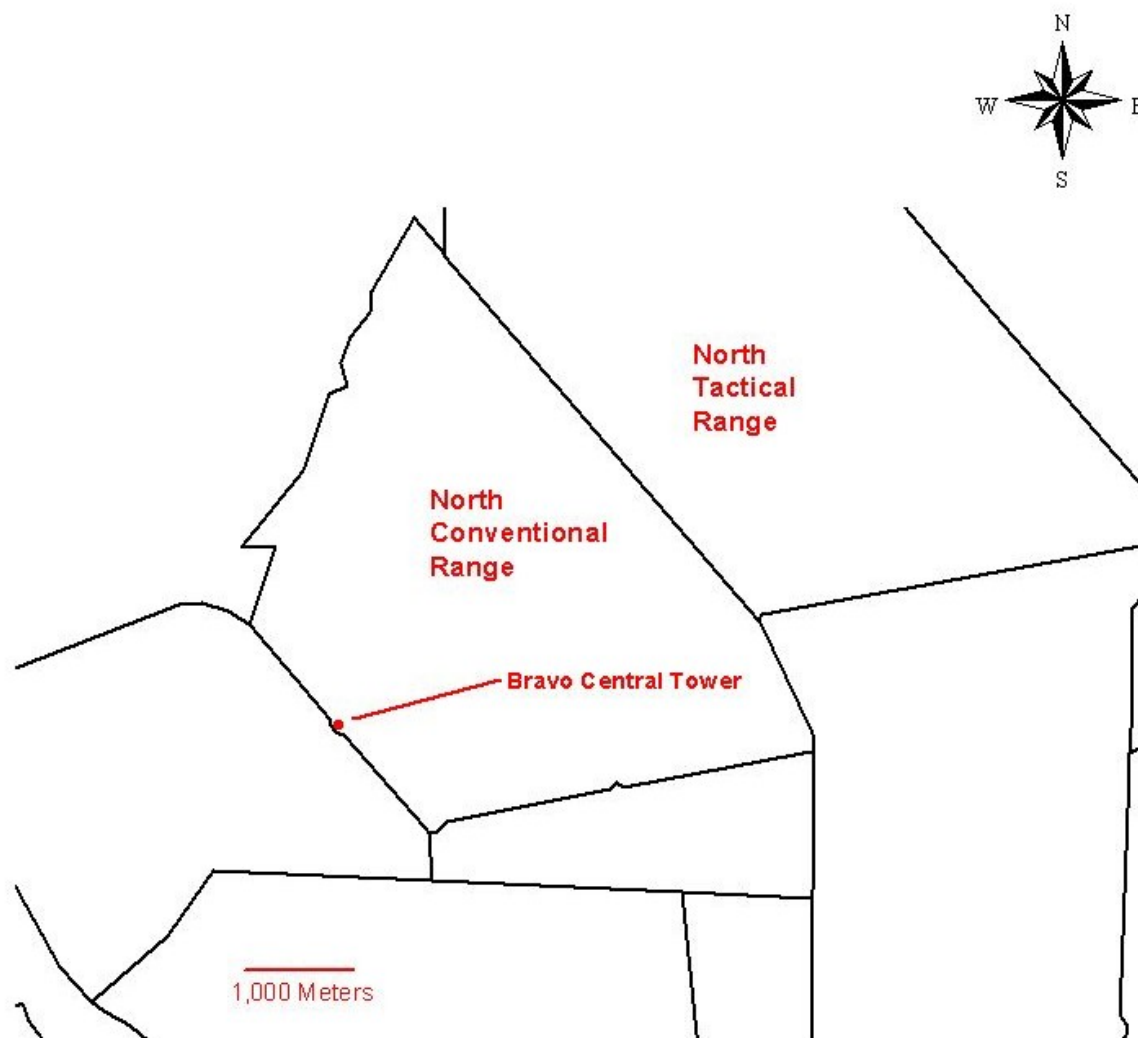 N
W E
S
North
Tactical
Range
North
Conventional
Range
Bravo Central Tower
1,000 Meters